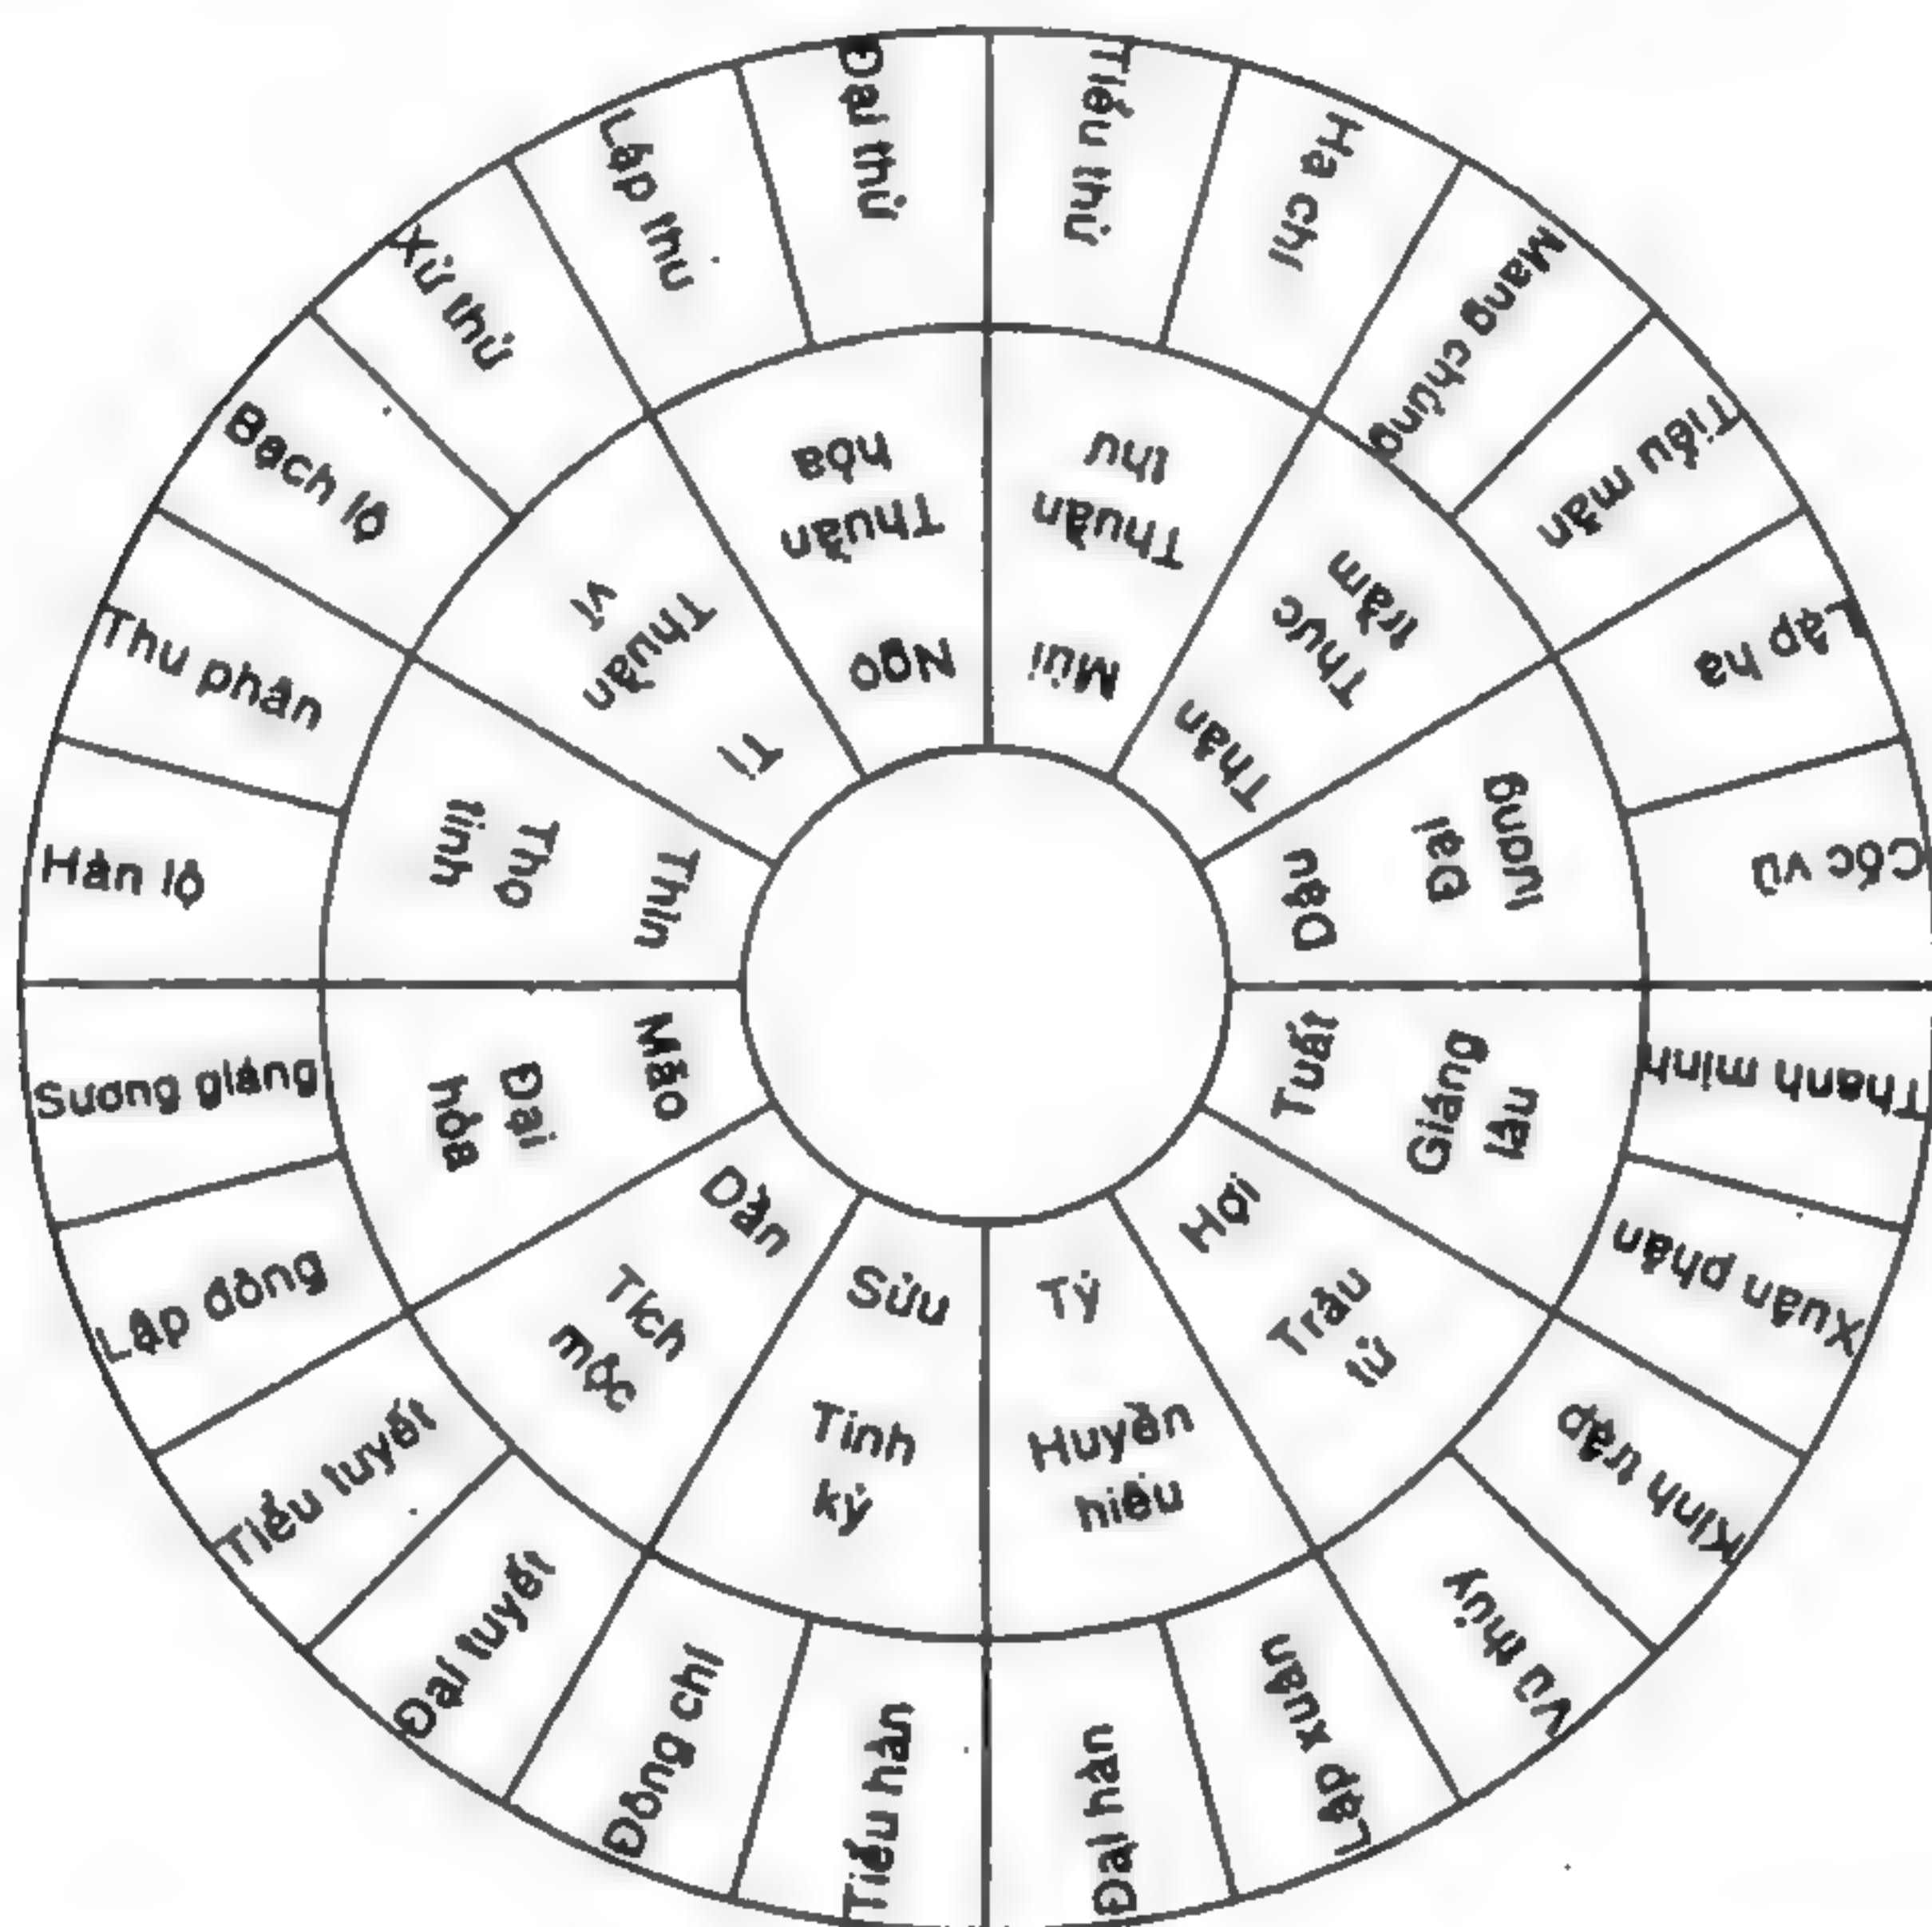 Đại thử
Tiểu thử
Hạ chí
Mang chủng
Tiểu mãn
Lập hạ
Cốc vũ
Thanh minh
Xuân phân
Kinh trập
Vũ thủy
Lập xuân
Đại hàn
Tiểu hàn
Đông chí
Đại tuyết
Tiểu tuyết
Lập đông
Sương giáng
Hàn lộ
Thu phân
Bạch lộ
Xử thử
Lập thu
Ngọ
Thuần
hỏa
Mùi
Thuần
thu
Thân
Thực
trầm
Dậu
Đại
lương
Tuất
Giáng
lâu
Hợi
Trâu
tử
Tý
Huyền
hiêu
Sửu
Tinh
kỷ
Dần
Tích
mộc
Mão
Đại
hỏa
Thìn
Thọ
tinh
Tị
Thuần
vĩ